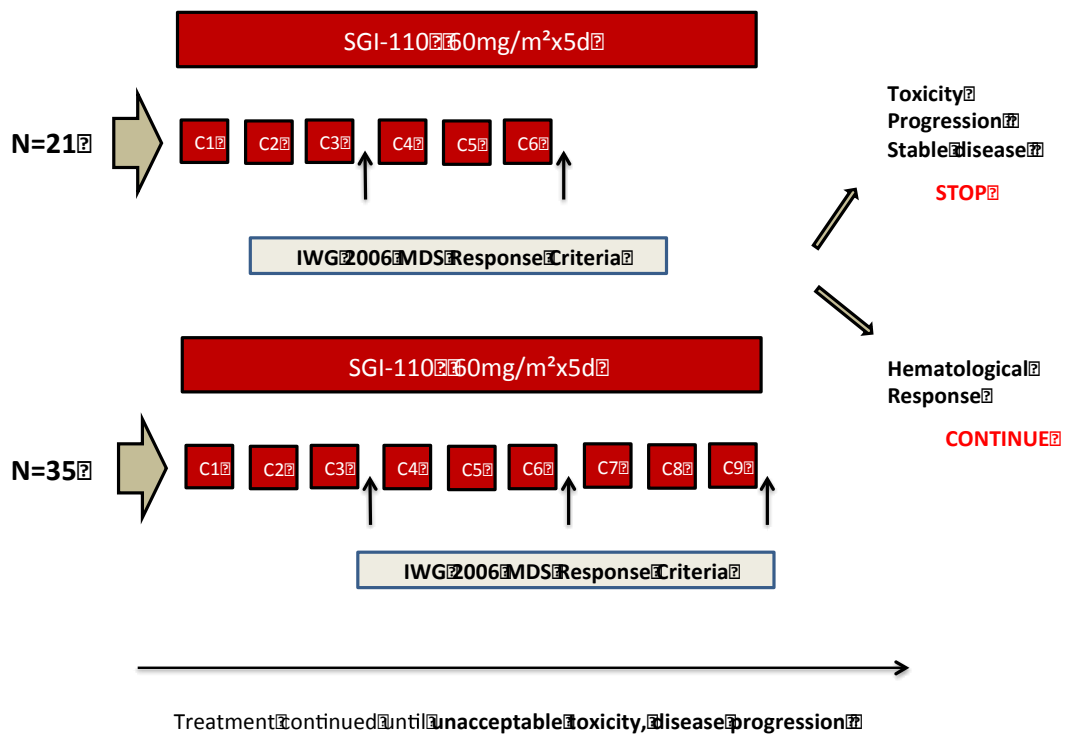 SGI-110 60mg/m²x5d
N=21
C1 C2 C3 C4 C5 C6
IWG 2006 MDS Response Criteria
Toxicity
Progression
Stable disease
STOP
SGI-110 60mg/m²x5d
N=35
C1 C2 C3 C4 C5 C6 C7 C8 C9
IWG 2006 MDS Response Criteria
Hematological
Response
CONTINUE
Treatment continued until unacceptable toxicity, disease progression